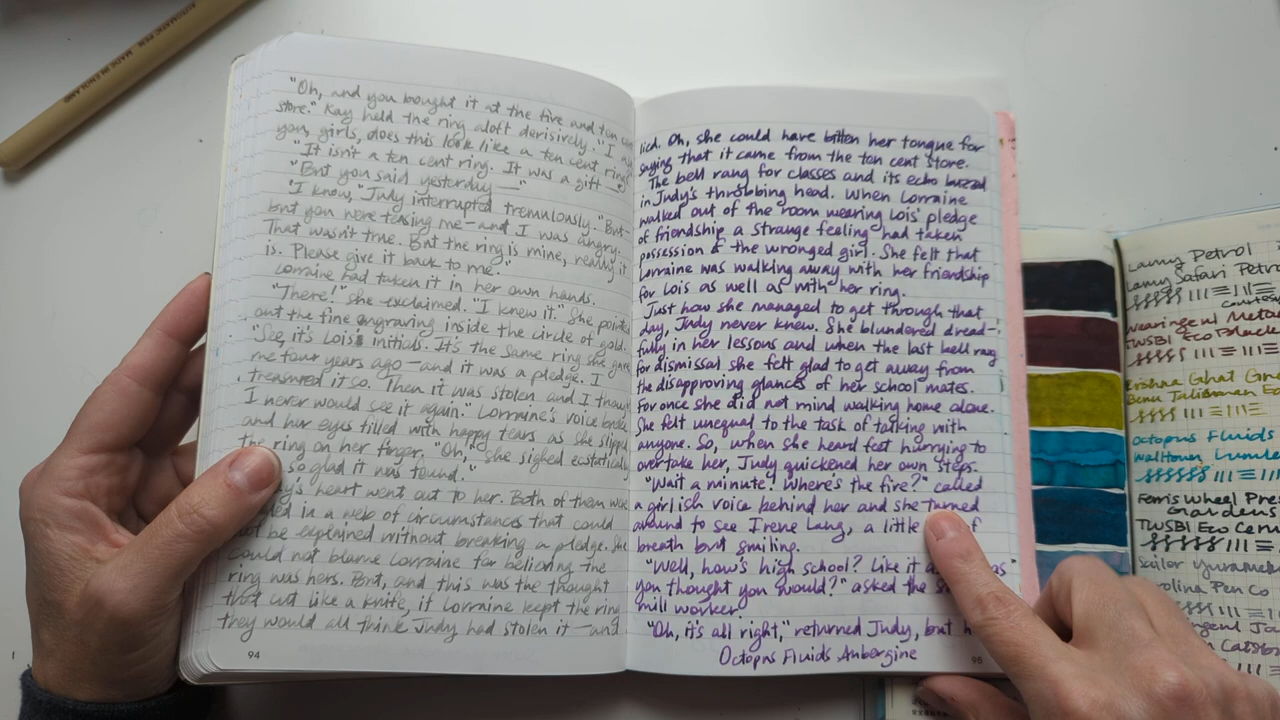 AUTOMATIC PEN MADE IN ENGLAND
"Oh, and you bought it at the five and ten
store." Kay held the ring aloft derisively. "I
you, girls, does this look like a ten cent ring
"It isn't a ten cent ring. It was a gift —"
"But you said yesterday —"
"I know," Judy interrupted tremulously. "But
but you were teasing me—and I was angry.
That wasn't true. But the ring is mine, really it
is. Please give it back to me."
Lorraine had taken it in her own hands.
"There!" she exclaimed. "I knew it." She pointed
out the fine engraving inside the circle of gold.
"See, it's Lois's initials. It's the same ring she gave
me four years ago—and it was a pledge. I
treasured it so. Then it was stolen and I thought
I never would see it again." Lorraine's voice broke
and her eyes filled with happy tears as she slipped
the ring on her finger. "Oh," she sighed ecstatically
so glad it was found."
heart went out to her. Both of them were
in a web of circumstances that could
not be explained without breaking a pledge. She
could not blame Lorraine for believing the
ring was hers. But, and this was the thought
that cut like a knife, if Lorraine kept the ring
they would all think Judy had stolen it—and
94
lied. Oh, she could have bitten her tongue for
saying that it came from the ten cent store.
The bell rang for classes and its echo buzzed
in Judy's throbbing head. When Lorraine
walked out of the room wearing Lois' pledge
of friendship a strange feeling had taken
possession of the wronged girl. She felt that
Lorraine was walking away with her friendship
for Lois as well as with her ring.
Just how she managed to get through that
day, Judy never knew. She blundered dread-
fully in her lessons and when the last bell rang
for dismissal she felt glad to get away from
the disapproving glances of her school mates.
For once she did not mind walking home alone.
She felt unequal to the task of talking with
anyone. So, when she heard feet hurrying to
overtake her, Judy quickened her own steps.
"Wait a minute! Where's the fire?" called
a girlish voice behind her and she turned
around to see Irene Lang, a little of
breath but smiling.
"Well, how's high school? Like it as"
you thought you would?" asked the
mill worker.
"Oh, it's all right," returned Judy, but
Octopus Fluids Aubergine
95
Lamy Petrol
Lamy Safari Petrol
Wearingeul
TWSBI Eco Black
Krishna Ghat Gre
Benu Talisman
Octopus Fluids
Ferris Wheel Pre
Gardens
TWSBI Eco
Sailor Yurameku
Carolina Pen Co